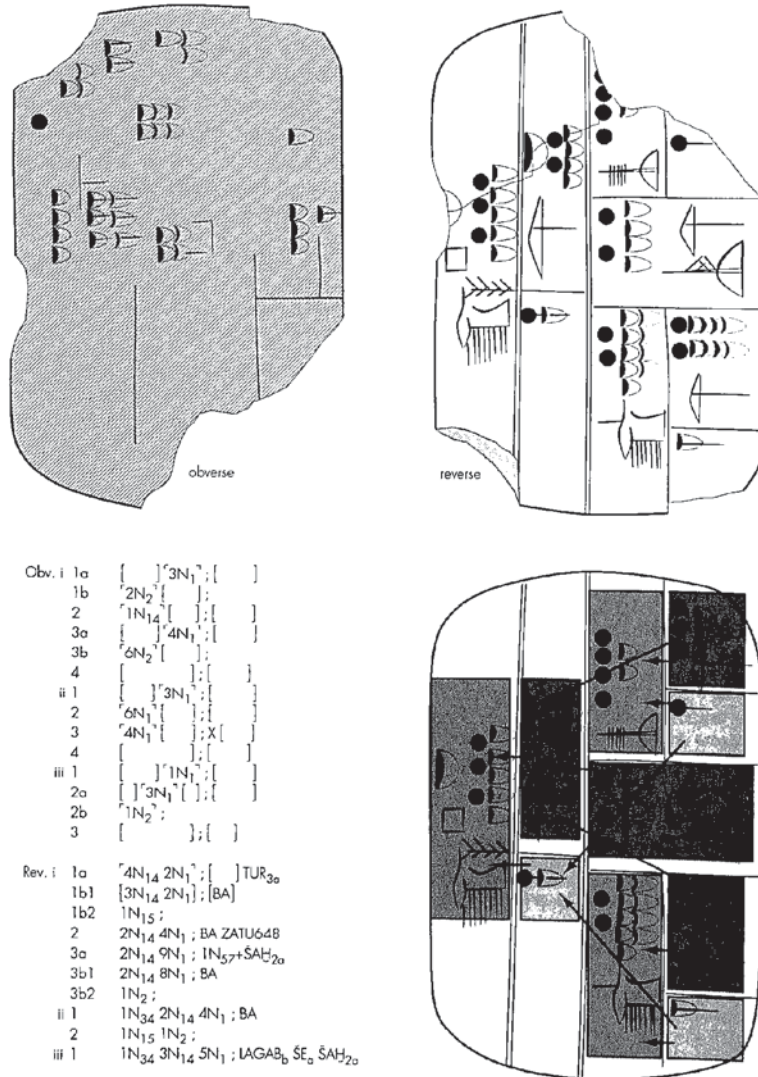 obverse
reverse
Obv. i 1a [ ] ⌜3N₁⌝ ; [ ]
1b ⌜2N₂⌝ [ ] ;
2 ⌜1N₁₄⌝ [ ] ; [ ]
3a [ ] ⌜4N₁⌝ ; [ ]
3b ⌜6N₂⌝ [ ] ;
4 [ ] ; [ ]
ii 1 [ ] ⌜3N₁⌝ ; [ ]
2 ⌜6N₁⌝ [ ] ; [ ]
3 ⌜4N₁⌝ [ ] ; X [ ]
4 [ ] ; [ ]
iii 1 [ ] ⌜1N₁⌝ ; [ ]
2a [ ] ⌜3N₁⌝ [ ] ; [ ]
2b ⌜1N₂⌝ ;
3 [ ] ; [ ]
Rev. i 1a ⌜4N₁₄ 2N₁⌝ ; [ ] TUR₃ₐ
1b1 [3N₁₄ 2N₁] ; [BA]
1b2 1N₁₅ ;
2 2N₁₄ 4N₁ ; BA ZATU648
3a 2N₁₄ 9N₁ ; 1N₅₇+ŠAḪ₂ₐ
3b1 2N₁₄ 8N₁ ; BA
3b2 1N₂ ;
ii 1 1N₃₄ 2N₁₄ 4N₁ ; BA
2 1N₁₅ 1N₂ ;
iii 1 1N₃₄ 3N₁₄ 5N₁ ; LAGAB_b ŠEₐ ŠAḪ₂ₐ